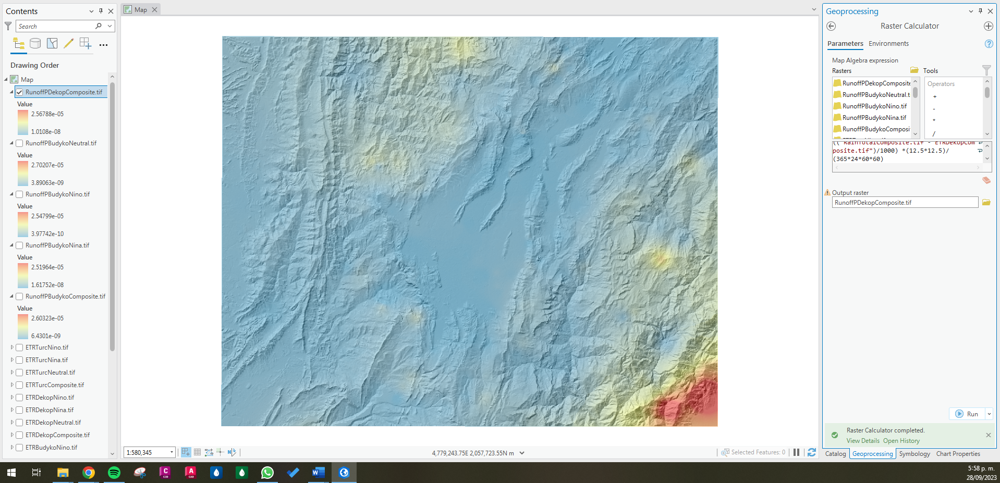 Contents
Search
Drawing Order
Map
RunoffPDekopComposite.tif
Value
2.56788e-05
1.0108e-08
RunoffPBudykoNeutral.tif
Value
2.70207e-05
3.89063e-09
RunoffPBudykoNino.tif
Value
2.54799e-05
3.97742e-10
RunoffPBudykoNina.tif
Value
2.51964e-05
1.61752e-08
RunoffPBudykoComposite.tif
Value
2.60323e-05
6.4301e-09
ETRTurcNino.tif
ETRTurcNina.tif
ETRTurcNeutral.tif
ETRTurcComposite.tif
ETRDekopNino.tif
ETRDekopNina.tif
ETRDekopNeutral.tif
ETRDekopComposite.tif
ETRBudykoNino.tif
Map
1:580,345
4,779,243.75E 2,057,723.55N m
Selected Features: 0
Geoprocessing
Raster Calculator
Parameters Environments
Map Algebra expression
Rasters
RunoffPDekopComposite
RunoffPBudykoNeutral.t
RunoffPBudykoNino.tif
RunoffPBudykoNina.tif
RunoffPBudykoComposi
Tools
Operators
+
-
*
/
(("RainTotalComposite.tif"-"ETRDekopCom
posite.tif")/1000) *(12.5*12.5)/
(365*24*60*60)
Output raster
RunoffPDekopComposite.tif
Run
Raster Calculator completed.
View Details Open History
Catalog Geoprocessing Symbology Chart Properties
5:58 p. m.
28/09/2023